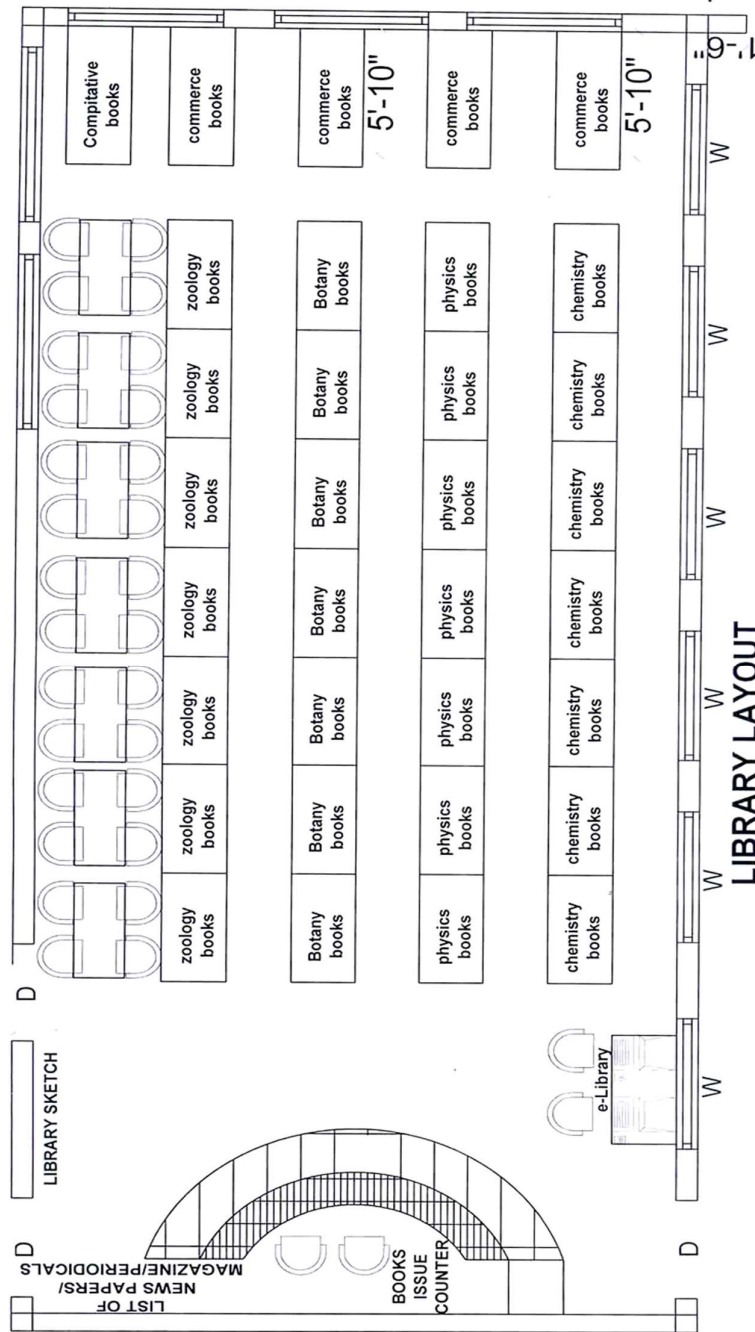 D
D
LIBRARY SKETCH
LIST OF
NEWS PAPERS/
MAGAZINE/PERIODICALS
Compitative
books
zoology
books
zoology
books
zoology
books
zoology
books
zoology
books
zoology
books
zoology
books
commerce
books
Botany
books
Botany
books
Botany
books
Botany
books
Botany
books
Botany
books
Botany
books
commerce
books
5'-10"
BOOKS
ISSUE
COUNTER
physics
books
physics
books
physics
books
physics
books
physics
books
physics
books
physics
books
commerce
books
chemistry
books
chemistry
books
chemistry
books
chemistry
books
chemistry
books
chemistry
books
chemistry
books
commerce
books
5'-10"
e-Library
D
W
W
W
W
W
W
LIBRARY LAYOUT